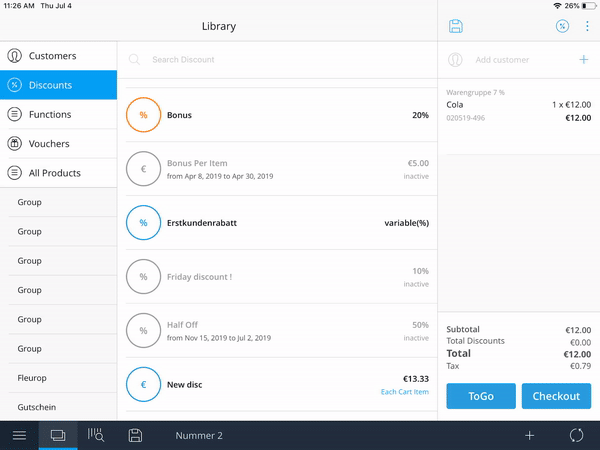 11:26 AM Thu Jul 4
26%
Library
Customers
Discounts
Functions
Vouchers
All Products
Group
Group
Group
Group
Group
Group
Fleurop
Gutschein
Search Discount
% Bonus 20%
€ Bonus Per Item €5.00
from Apr 8, 2019 to Apr 30, 2019 inactive
% Erstkundenrabatt variable(%)
% Friday discount ! 10%
inactive
% Half Off 50%
from Nov 15, 2019 to Jul 2, 2019 inactive
€ New disc €13.33
Each Cart Item
Add customer
Warengruppe 7 %
Cola 1 x €12.00
020519-496 €12.00
Subtotal €12.00
Total Discounts €0.00
Total €12.00
Tax €0.79
ToGo Checkout
Nummer 2